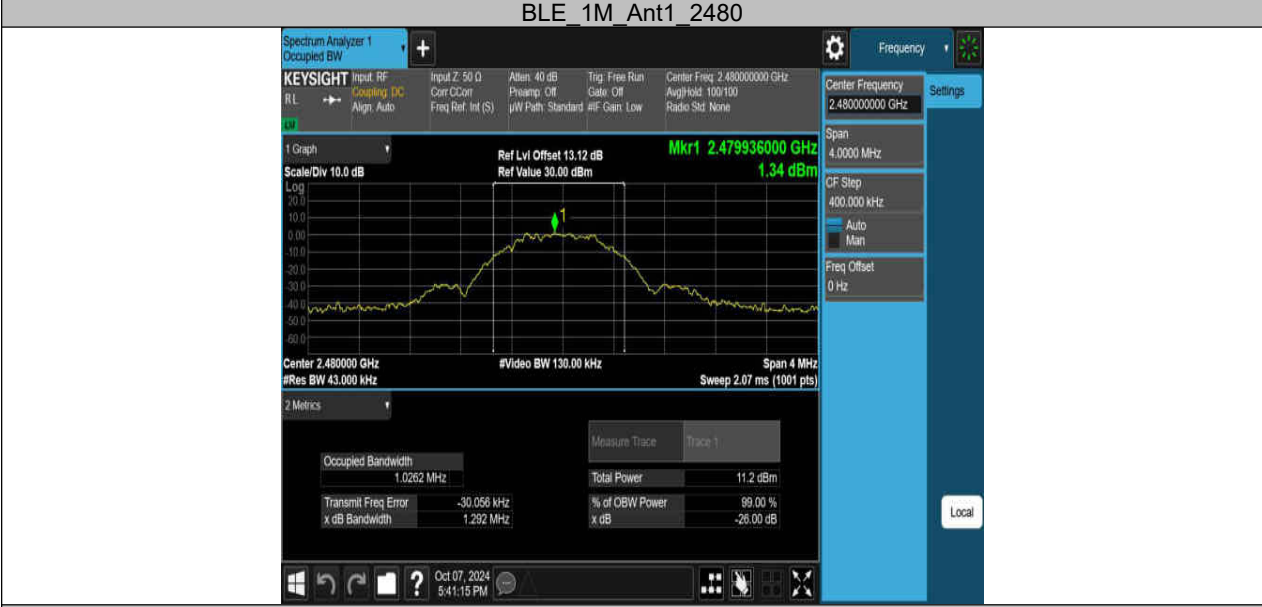 BLE_1M_Ant1_2480
Spectrum Analyzer 1
Occupied BW
Frequency
KEYSIGHT
RL
Input: RF
Coupling: DC
Align: Auto
Input Z: 50 Ω
Corr CCorr
Freq Ref: Int (S)
Atten: 40 dB
Preamp: Off
µW Path: Standard
Trig: Free Run
Gate: Off
#IF Gain: Low
Center Freq: 2.480000000 GHz
Avg|Hold: 100/100
Radio Std: None
Center Frequency
2.480000000 GHz
Settings
Span
4.0000 MHz
CF Step
400.000 kHz
Auto
Man
Freq Offset
0 Hz
1 Graph
Scale/Div 10.0 dB
Ref Lvl Offset 13.12 dB
Ref Value 30.00 dBm
Mkr1 2.479936000 GHz
1.34 dBm
Log
20.0
10.0
0.00
-10.0
-20.0
-30.0
-40.0
-50.0
-60.0
1
Center 2.480000 GHz
#Res BW 43.000 kHz
#Video BW 130.00 kHz
Span 4 MHz
Sweep 2.07 ms (1001 pts)
2 Metrics
Measure Trace
Trace 1
Occupied Bandwidth
1.0262 MHz
Total Power
11.2 dBm
Transmit Freq Error
-30.056 kHz
% of OBW Power
99.00 %
x dB Bandwidth
1.292 MHz
x dB
-26.00 dB
Local
Oct 07, 2024
5:41:15 PM